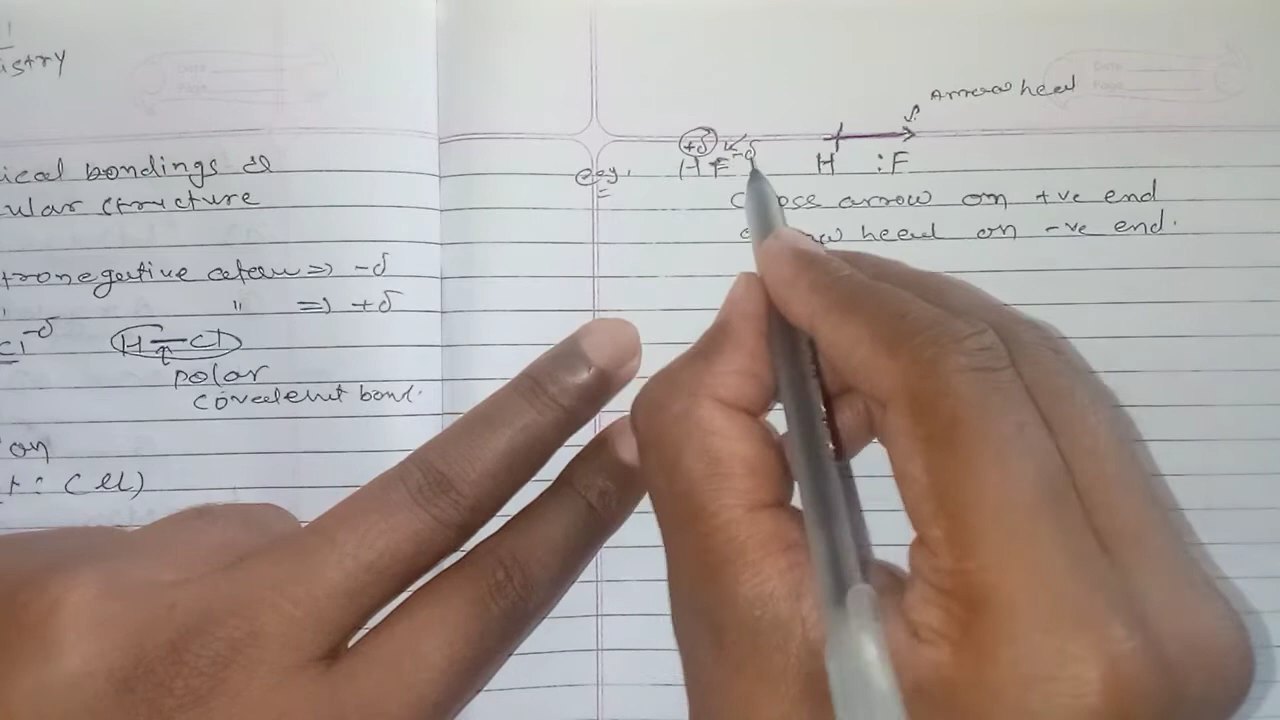 istry
ical bondings &
ular structure
tronegative atom => -δ
" => +δ
Cl -δ H-Cl
polar
covalent bond.
on
(μ)
Arrow head
+δ -δ
e.g. H F H :F
Cross arrow on +ve end
head on -ve end.